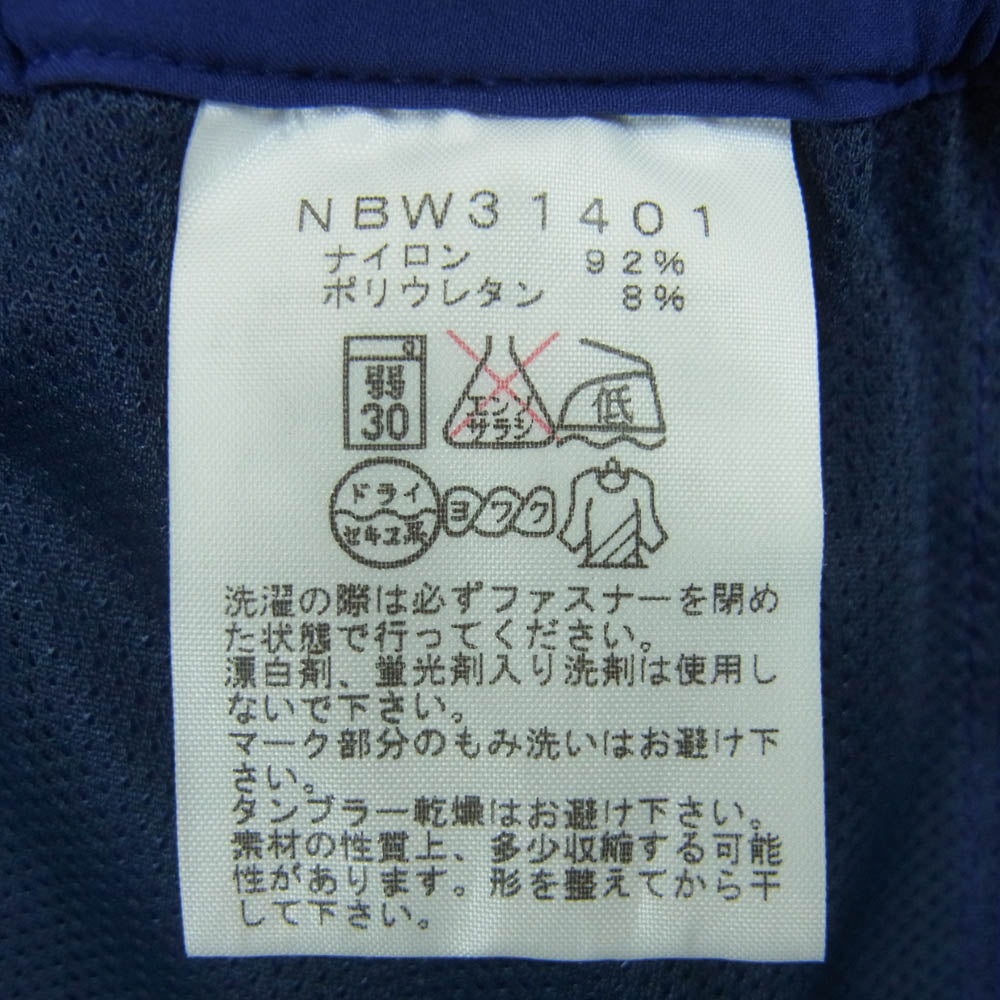 NBW31401
ナイロン 92%
ポリウレタン 8%
弱
30
エンソ
サラシ
低
ドライ
セキユ系
ヨワク
洗濯の際は必ずファスナーを閉め
た状態で行ってください。
漂白剤、蛍光剤入り洗剤は使用し
ないで下さい。
マーク部分のもみ洗いはお避け下
さい。
タンブラー乾燥はお避け下さい。
素材の性質上、多少収縮する可能
性があります。形を整えてから干
して下さい。